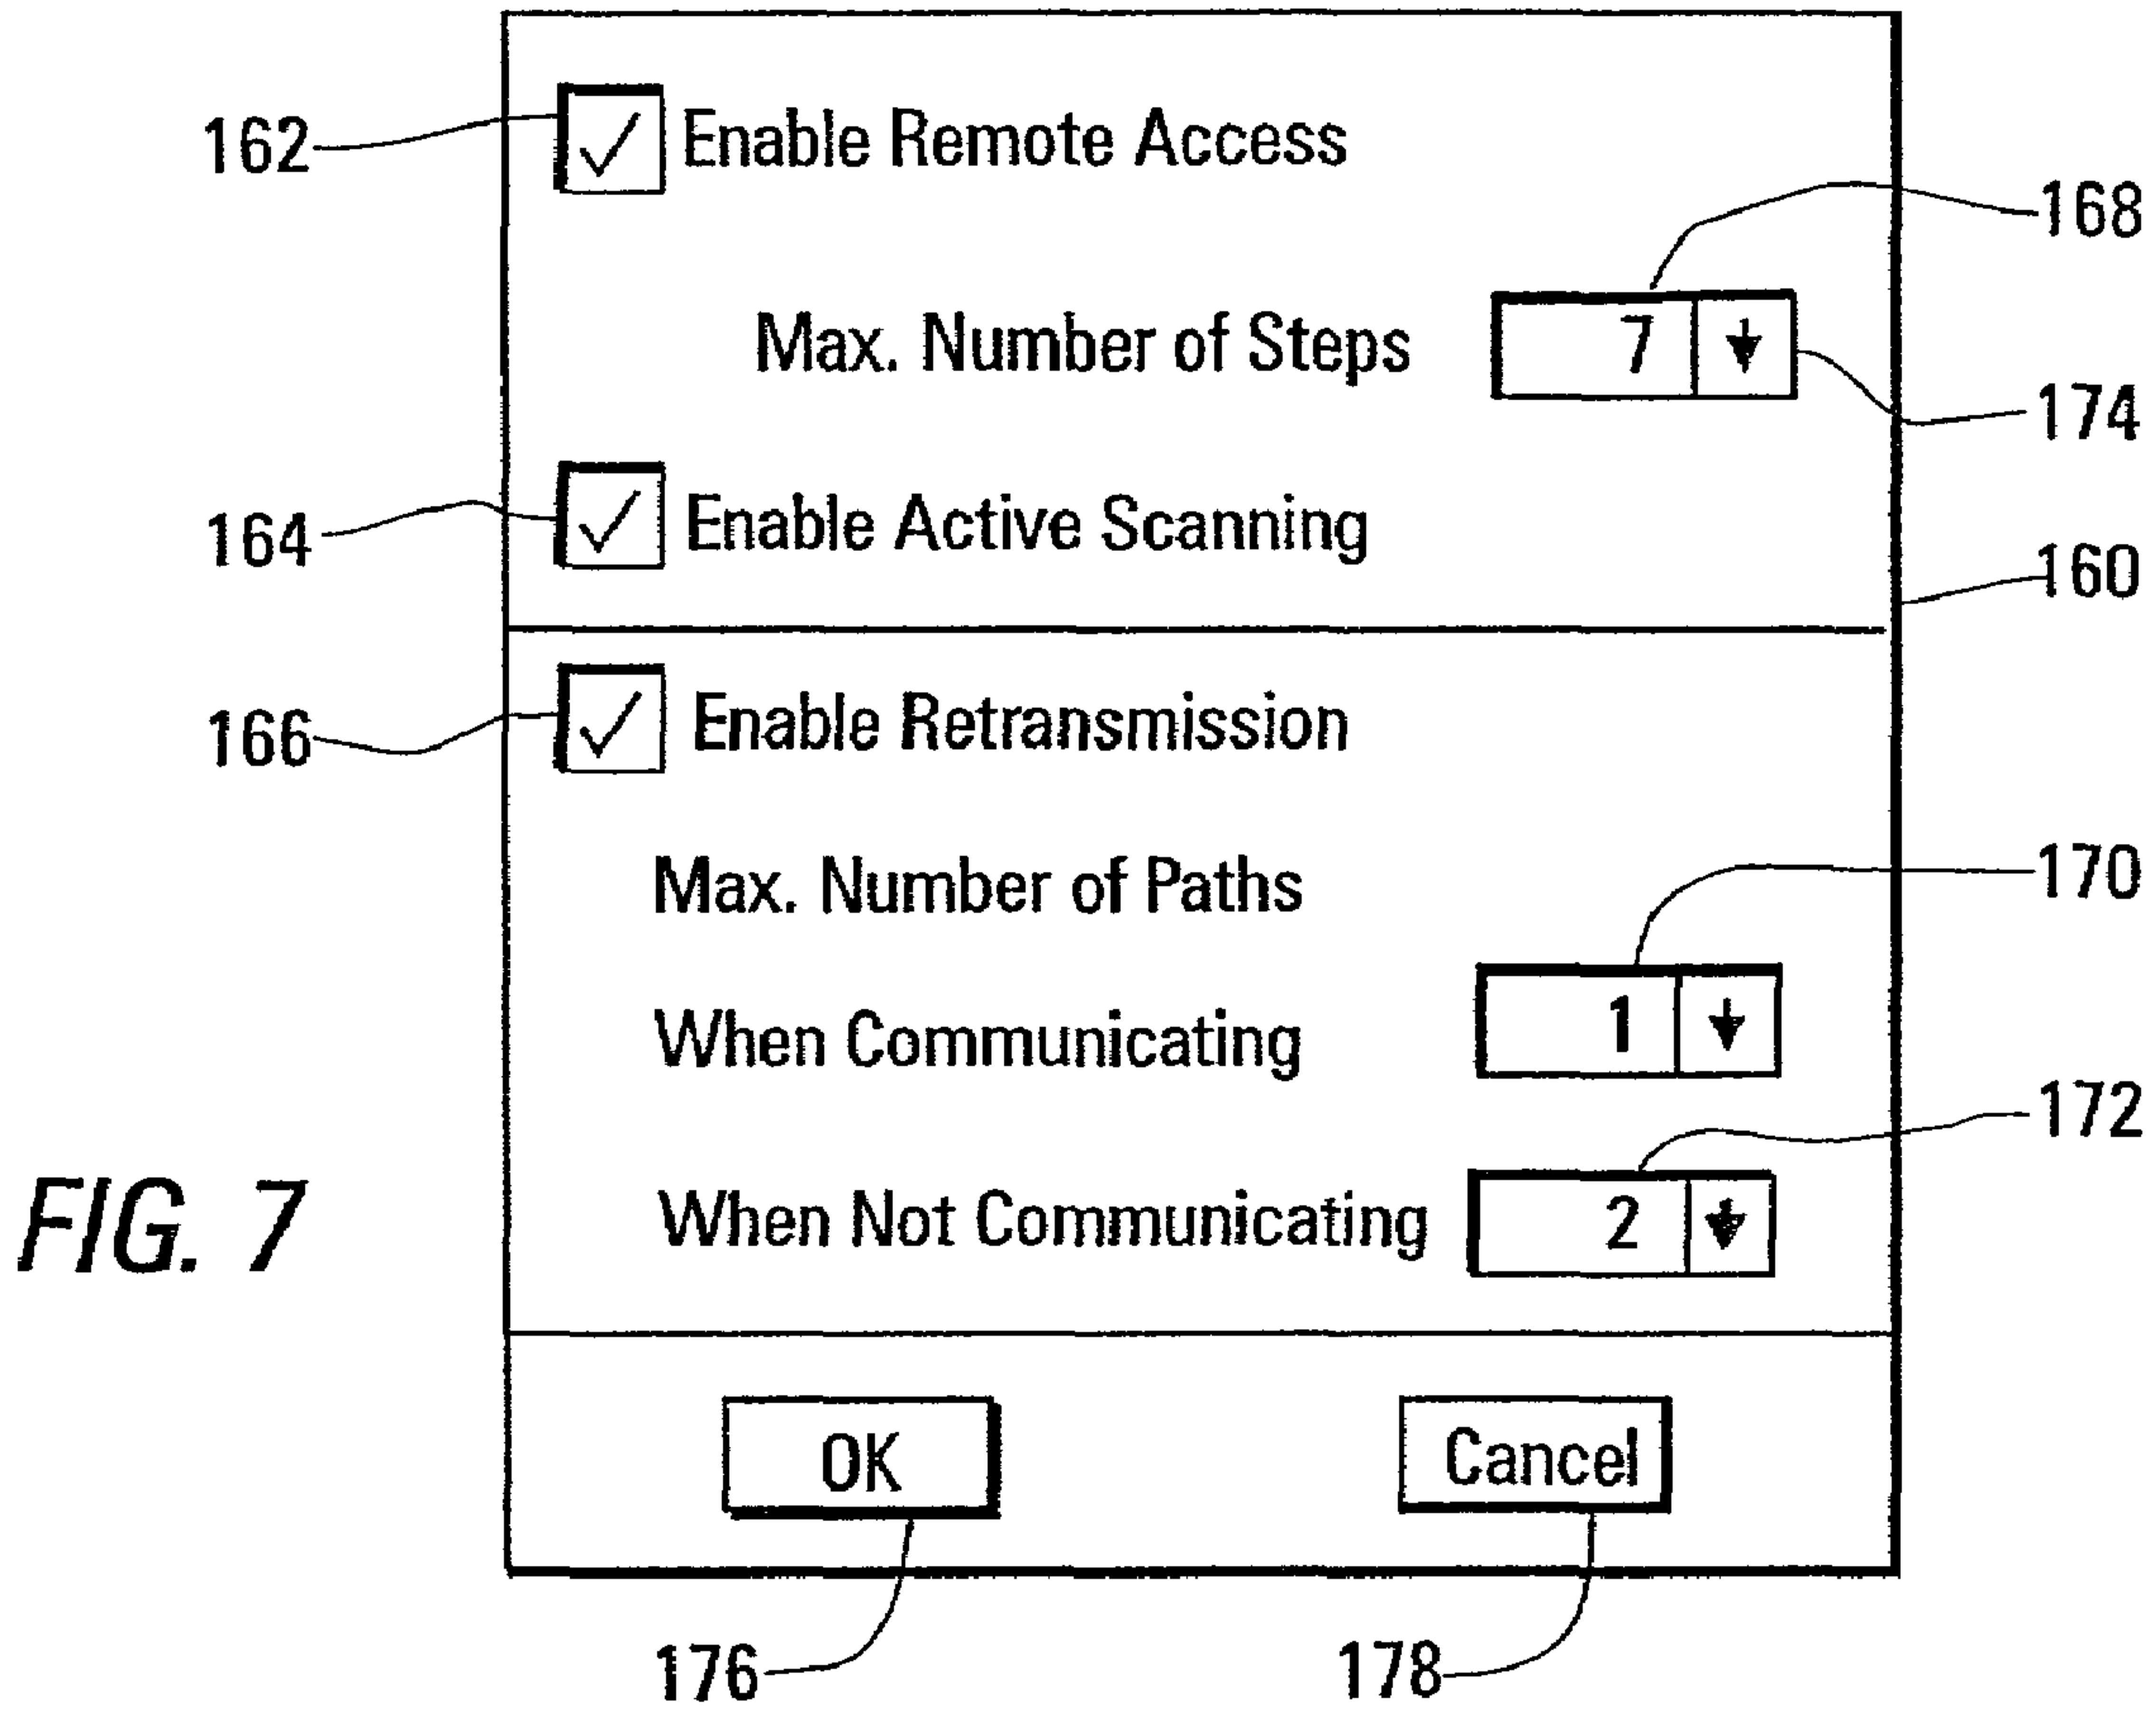 162
Enable Remote Access
168
Max. Number of Steps 7
174
164
Enable Active Scanning
160
166
Enable Retransmission
Max. Number of Paths
170
When Communicating 1
172
When Not Communicating 2
FIG. 7
OK Cancel
176 178